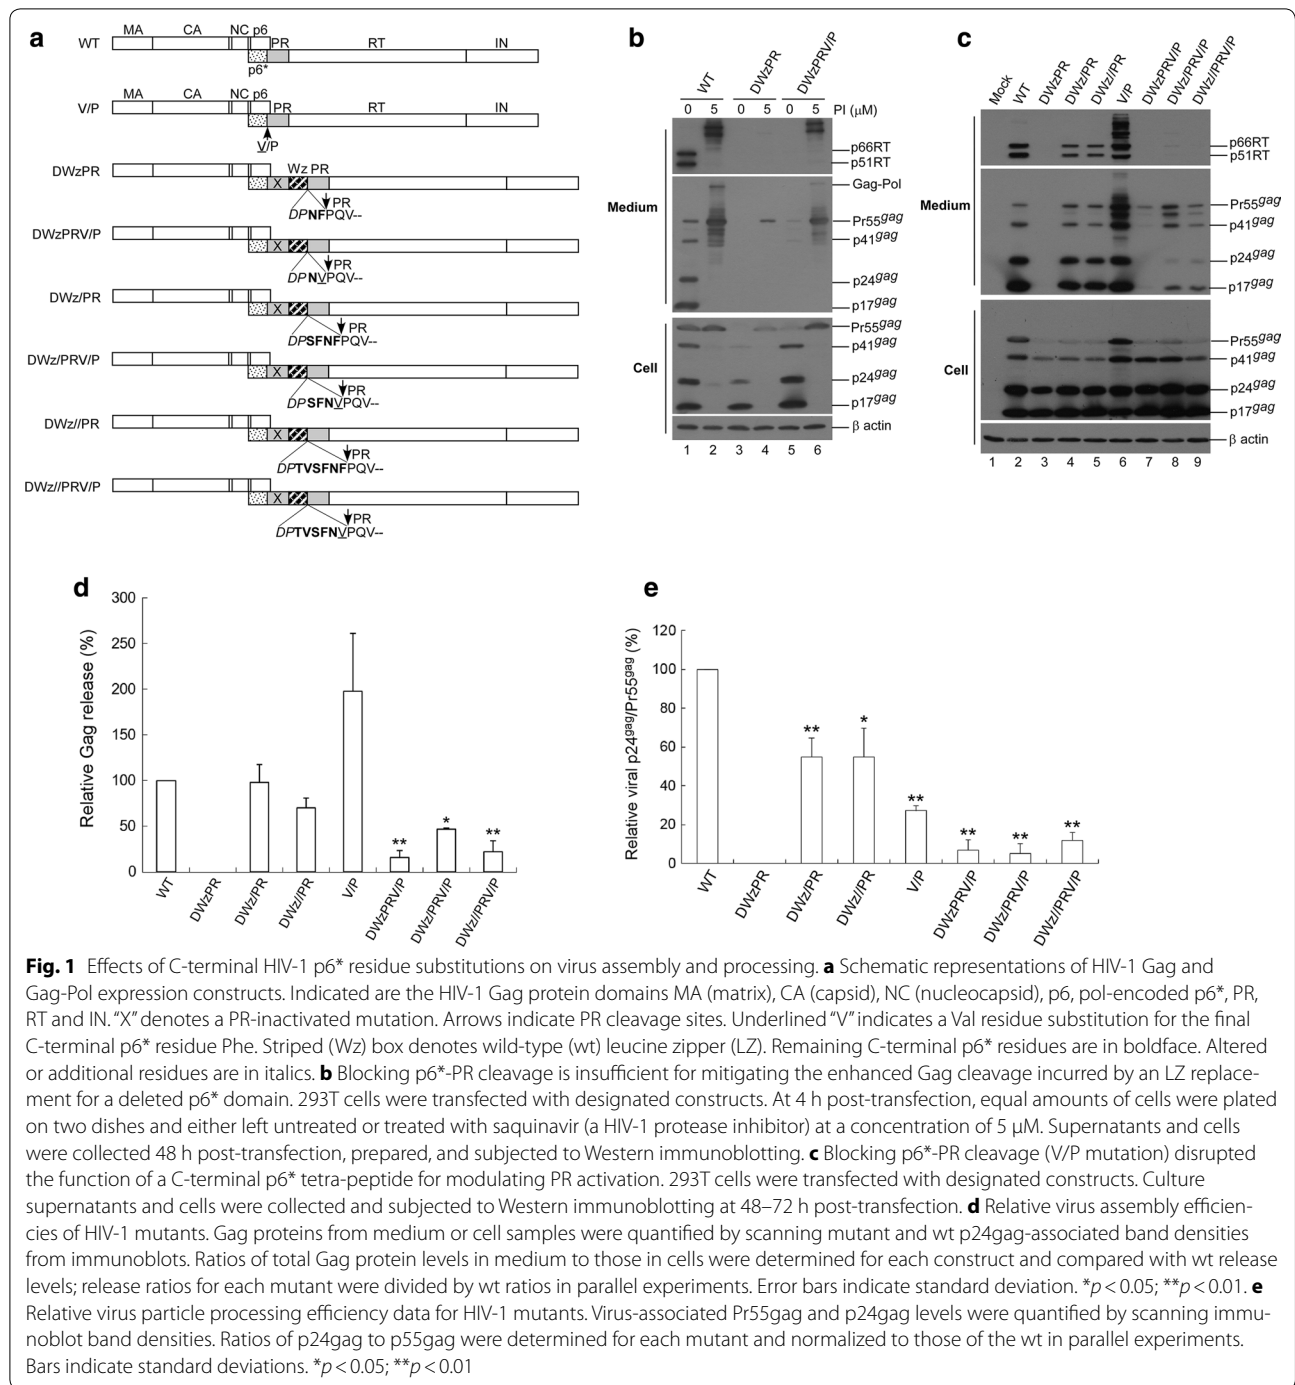 a
MA CA NC p6
WT PR RT IN
p6*
MA CA NC p6
V/P PR RT IN
V/P
DWzPR Wz PR
X
PR
DPNFPQV--
DWzPRV/P
X
PR
DPNVPQV--
DWz/PR
X
PR
DPSFNFPQV--
DWz/PRV/P
X
PR
DPSFNVPQV--
DWz//PR
X
PR
DPTVSFNFPQV--
DWz//PRV/P
X
PR
DPTVSFNVPQV--
b
WT DWzPR DWzPRV/P
0 5 0 5 0 5 PI (μM)
p66RT
p51RT
Gag-Pol
Medium
Pr55gag
p41gag
p24gag
p17gag
Pr55gag
p41gag
Cell
p24gag
p17gag
β actin
1 2 3 4 5 6
c
Mock WT DWzPR DWz/PR DWz//PR V/P DWzPRV/P DWz/PRV/P DWz//PRV/P
p66RT
p51RT
Medium
Pr55gag
p41gag
p24gag
p17gag
Pr55gag
p41gag
Cell
p24gag
p17gag
β actin
1 2 3 4 5 6 7 8 9
d
Relative Gag release (%)
300
250
200
150
100
50
0
** * **
WT DWzPR DWz/PR DWz//PR V/P DWzPRV/P DWz/PRV/P DWz//PRV/P
e
Relative viral p24gag/Pr55gag (%)
120
100
80
60
40
20
0
** * ** ** ** **
WT DWzPR DWz/PR DWz//PR V/P DWzPRV/P DWz/PRV/P DWz//PRV/P
Fig. 1 Effects of C-terminal HIV-1 p6* residue substitutions on virus assembly and processing. a Schematic representations of HIV-1 Gag and
Gag-Pol expression constructs. Indicated are the HIV-1 Gag protein domains MA (matrix), CA (capsid), NC (nucleocapsid), p6, pol-encoded p6*, PR,
RT and IN. “X” denotes a PR-inactivated mutation. Arrows indicate PR cleavage sites. Underlined “V” indicates a Val residue substitution for the final
C-terminal p6* residue Phe. Striped (Wz) box denotes wild-type (wt) leucine zipper (LZ). Remaining C-terminal p6* residues are in boldface. Altered
or additional residues are in italics. b Blocking p6*-PR cleavage is insufficient for mitigating the enhanced Gag cleavage incurred by an LZ replace-
ment for a deleted p6* domain. 293T cells were transfected with designated constructs. At 4 h post-transfection, equal amounts of cells were plated
on two dishes and either left untreated or treated with saquinavir (a HIV-1 protease inhibitor) at a concentration of 5 μM. Supernatants and cells
were collected 48 h post-transfection, prepared, and subjected to Western immunoblotting. c Blocking p6*-PR cleavage (V/P mutation) disrupted
the function of a C-terminal p6* tetra-peptide for modulating PR activation. 293T cells were transfected with designated constructs. Culture
supernatants and cells were collected and subjected to Western immunoblotting at 48–72 h post-transfection. d Relative virus assembly efficien-
cies of HIV-1 mutants. Gag proteins from medium or cell samples were quantified by scanning mutant and wt p24gag-associated band densities
from immunoblots. Ratios of total Gag protein levels in medium to those in cells were determined for each construct and compared with wt release
levels; release ratios for each mutant were divided by wt ratios in parallel experiments. Error bars indicate standard deviation. *p < 0.05; **p < 0.01. e
Relative virus particle processing efficiency data for HIV-1 mutants. Virus-associated Pr55gag and p24gag levels were quantified by scanning immu-
noblot band densities. Ratios of p24gag to p55gag were determined for each mutant and normalized to those of the wt in parallel experiments.
Bars indicate standard deviations. *p < 0.05; **p < 0.01